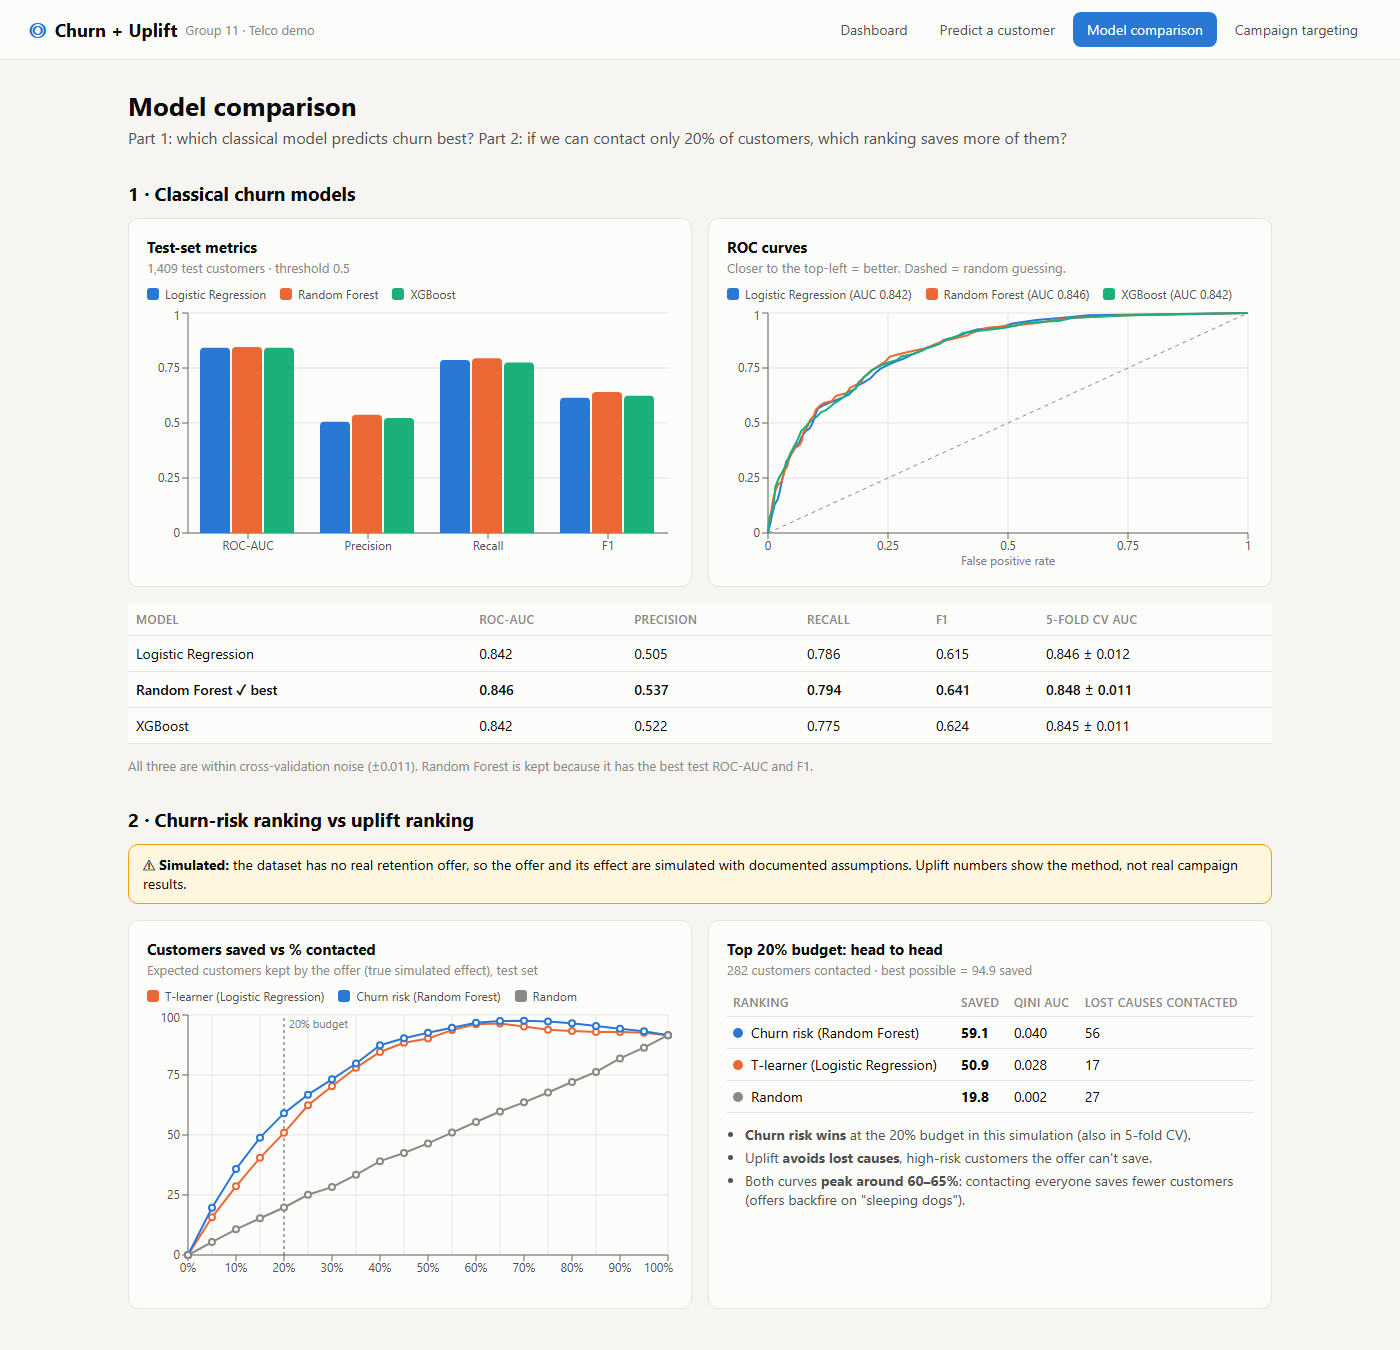 Churn + Uplift Group 11 · Telco demo
Dashboard
Predict a customer
Model comparison
Campaign targeting
Model comparison
Part 1: which classical model predicts churn best? Part 2: if we can contact only 20% of customers, which ranking saves more of them?
1 · Classical churn models
Test-set metrics
1,409 test customers · threshold 0.5
Logistic Regression Random Forest XGBoost
1
0.75
0.5
0.25
0
ROC-AUC Precision Recall F1
ROC curves
Closer to the top-left = better. Dashed = random guessing.
Logistic Regression (AUC 0.842) Random Forest (AUC 0.846) XGBoost (AUC 0.842)
1
0.75
0.5
0.25
0
0 0.25 0.5 0.75 1
False positive rate
MODEL ROC-AUC PRECISION RECALL F1 5-FOLD CV AUC
Logistic Regression 0.842 0.505 0.786 0.615 0.846 ± 0.012
Random Forest ✓ best 0.846 0.537 0.794 0.641 0.848 ± 0.011
XGBoost 0.842 0.522 0.775 0.624 0.845 ± 0.011
All three are within cross-validation noise (±0.011). Random Forest is kept because it has the best test ROC-AUC and F1.
2 · Churn-risk ranking vs uplift ranking
⚠ Simulated: the dataset has no real retention offer, so the offer and its effect are simulated with documented assumptions. Uplift numbers show the method, not real campaign
results.
Customers saved vs % contacted
Expected customers kept by the offer (true simulated effect), test set
T-learner (Logistic Regression) Churn risk (Random Forest) Random
100
75
50
25
0
20% budget
0% 10% 20% 30% 40% 50% 60% 70% 80% 90% 100%
Top 20% budget: head to head
282 customers contacted · best possible = 94.9 saved
RANKING SAVED QINI AUC LOST CAUSES CONTACTED
Churn risk (Random Forest) 59.1 0.040 56
T-learner (Logistic Regression) 50.9 0.028 17
Random 19.8 0.002 27
• Churn risk wins at the 20% budget in this simulation (also in 5-fold CV).
• Uplift avoids lost causes, high-risk customers the offer can't save.
• Both curves peak around 60–65%: contacting everyone saves fewer customers
(offers backfire on "sleeping dogs").